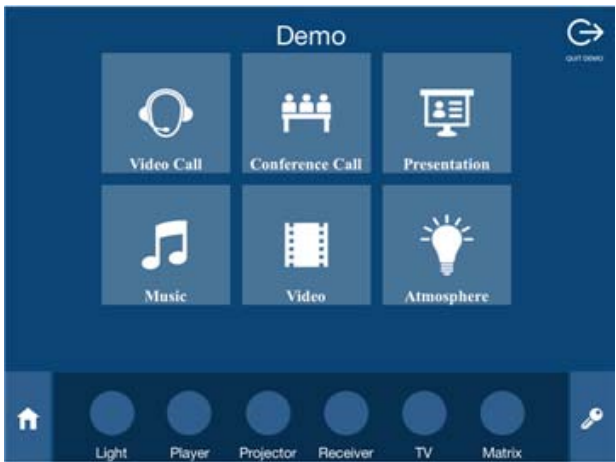 Demo
QUIT DEMO
Video Call
Conference Call
Presentation
Music
Video
Atmosphere
Light
Player
Projector
Receiver
TV
Matrix